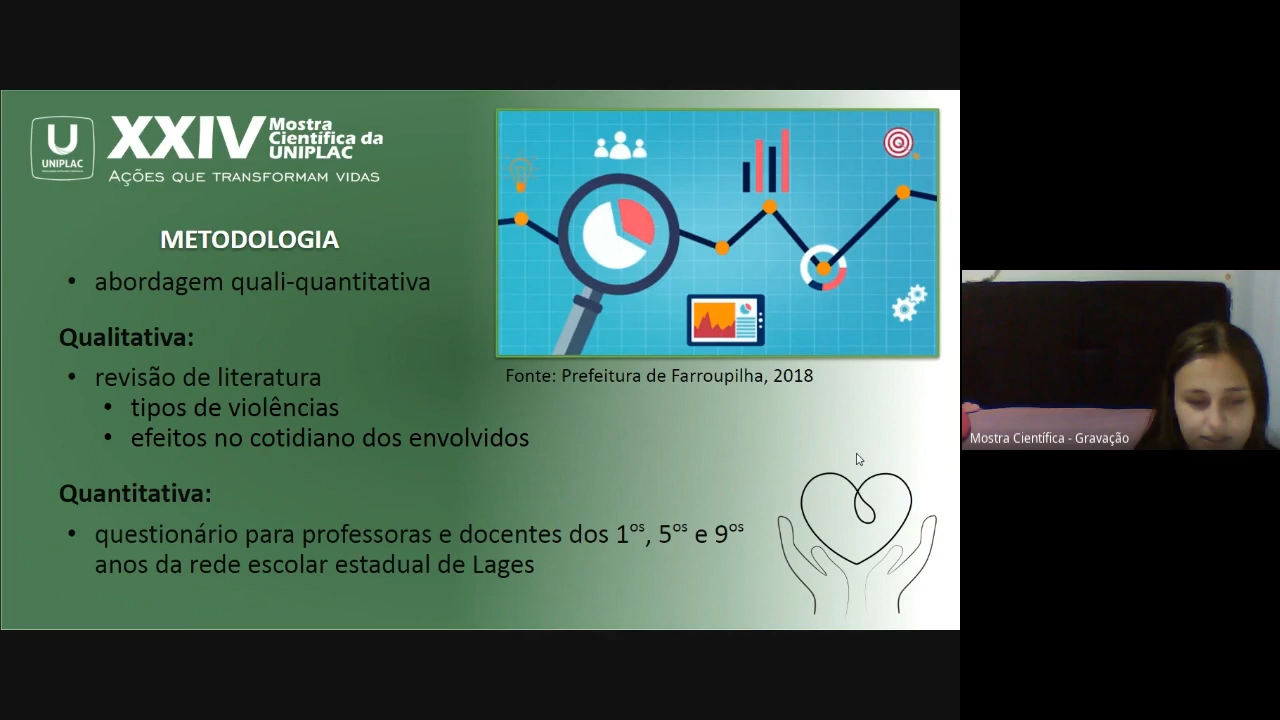 UNIPLAC
XXIV Mostra
Científica da
UNIPLAC
AÇÕES QUE TRANSFORMAM VIDAS
METODOLOGIA
• abordagem quali-quantitativa
Qualitativa:
• revisão de literatura
• tipos de violências
• efeitos no cotidiano dos envolvidos
Quantitativa:
• questionário para professoras e docentes dos 1ºˢ, 5ºˢ e 9ºˢ
anos da rede escolar estadual de Lages
Fonte: Prefeitura de Farroupilha, 2018
Mostra Científica - Gravação